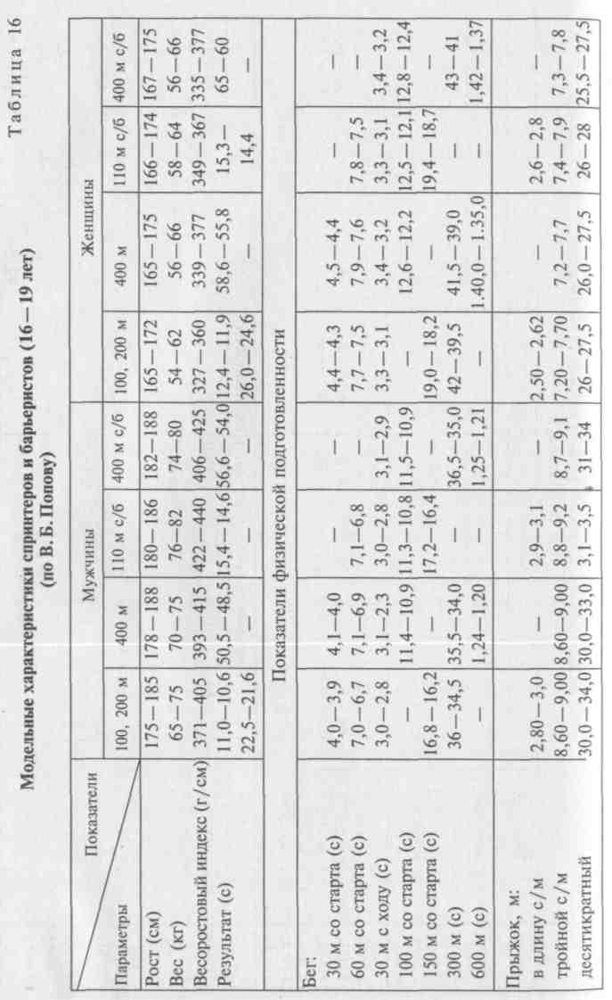 Таблица 16
Модельные характеристики спринтеров и барьеристов (16 — 19 лет)
(по В. Б. Попову)
Показатели Мужчины Женщины
Параметры 100, 200 м 400 м 110 м с/б 400 м с/б 100, 200 м 400 м 110 м с/б 400 м с/б
Рост (см) 175—185 178—188 180—186 182—188 165—172 165—175 166—174 167—175
Вес (кг) 65—75 70—75 76—82 74—80 54—62 56—66 58—64 56—66
Весоростовый индекс (г/см) 371—405 393—415 422—440 406—425 327—360 339—377 349—367 335—377
Результат (с) 11,0—10,6 50,5—48,5 15,4—14,6 56,6—54,0 12,4—11,9 58,6—55,8 15,3— 65—60
22,5—21,6 — — — 26,0—24,6 — 14,4 —
Показатели физической подготовленности
Бег:
30 м со старта (с) 4,0—3,9 4,1—4,0 — — 4,4—4,3 4,5—4,4 — —
60 м со старта (с) 7,0—6,7 7,1—6,9 7,1—6,8 — 7,7—7,5 7,9—7,6 7,8—7,5 —
30 м с ходу (с) 3,0—2,8 3,1—2,3 3,0—2,8 3,1—2,9 3,3—3,1 3,4—3,2 3,3—3,1 3,4—3,2
100 м со старта (с) — 11,4—10,9 11,3—10,8 11,5—10,9 — 12,6—12,2 12,5—12,1 12,8—12,4
150 м со старта (с) 16,8—16,2 — 17,2—16,4 — 19,0—18,2 — 19,4—18,7 —
300 м (с) 36—34,5 35,5—34,0 — 36,5—35,0 42—39,5 41,5—39,0 — 43—41
600 м (с) — 1,24—1,20 — 1,25—1,21 — 1.40,0—1.35,0 — 1,42—1,37
Прыжок, м:
в длину с/м 2,80—3,0 — 2,9—3,1 — 2,50—2,62 — 2,6—2,8 —
тройной с/м 8,60—9,00 8,60—9,00 8,8—9,2 8,7—9,1 7,20—7,70 7,2—7,7 7,4—7,9 7,3—7,8
десятикратный 30,0—34,0 30,0—33,0 3,1—3,5 31—34 26—27,5 26,0—27,5 26—28 25,5—27,5